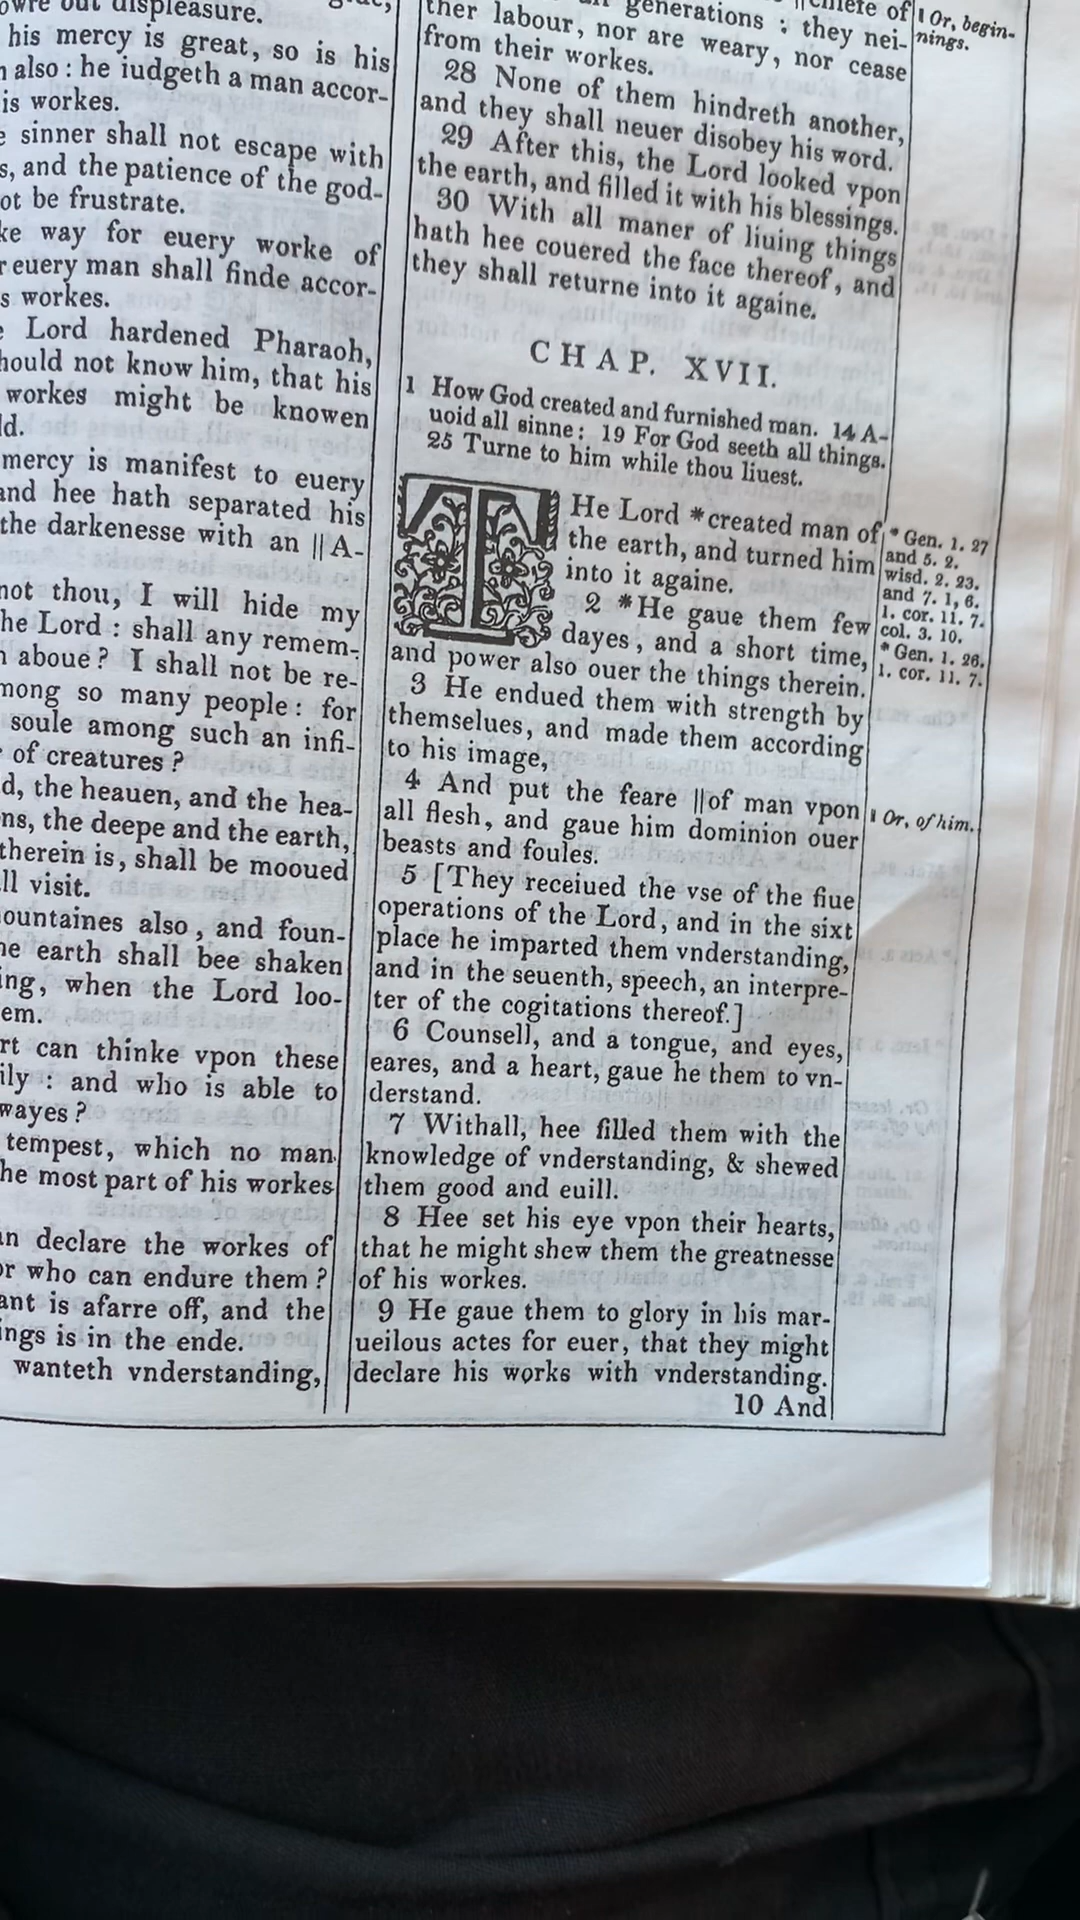 owre out displeasure.
his mercy is great, so is his
also : he iudgeth a man accor-
is workes.
sinner shall not escape with
s, and the patience of the god-
ot be frustrate.
ke way for euery worke of
euery man shall finde accor-
s workes.
Lord hardened Pharaoh,
hould not know him, that his
workes might be knowen
ld.
mercy is manifest to euery
and hee hath separated his
the darkenesse with an || A-
not thou, I will hide my
he Lord : shall any remem-
aboue? I shall not be re-
mong so many people: for
soule among such an infi-
of creatures?
d, the heauen, and the hea-
ns, the deepe and the earth,
therein is, shall be mooued
ll visit.
ountaines also, and foun-
he earth shall bee shaken
ing, when the Lord loo-
em.
rt can thinke vpon these
ily : and who is able to
wayes?
tempest, which no man
he most part of his workes
an declare the workes of
or who can endure them?
ant is afarre off, and the
ings is in the ende.
wanteth vnderstanding,
|| chiefe of
generations : they nei-
ther labour, nor are weary, nor cease
from their workes.
28 None of them hindreth another,
and they shall neuer disobey his word.
29 After this, the Lord looked vpon
the earth, and filled it with his blessings.
30 With all maner of liuing things
hath hee couered the face thereof, and
they shall returne into it againe.
CHAP. XVII.
1 How God created and furnished man. 14 A-
uoid all sinne: 19 For God seeth all things.
25 Turne to him while thou liuest.
THe Lord *created man of
the earth, and turned him
into it againe.
2 *He gaue them few
dayes, and a short time,
and power also ouer the things therein.
3 He endued them with strength by
themselues, and made them according
to his image,
4 And put the feare || of man vpon
all flesh, and gaue him dominion ouer
beasts and foules.
5 [They receiued the vse of the fiue
operations of the Lord, and in the sixt
place he imparted them vnderstanding,
and in the seuenth, speech, an interpre-
ter of the cogitations thereof.]
6 Counsell, and a tongue, and eyes,
eares, and a heart, gaue he them to vn-
derstand.
7 Withall, hee filled them with the
knowledge of vnderstanding, & shewed
them good and euill.
8 Hee set his eye vpon their hearts,
that he might shew them the greatnesse
of his workes.
9 He gaue them to glory in his mar-
ueilous actes for euer, that they might
declare his works with vnderstanding.
10 And
|| Or, begin-
nings.
* Gen. 1. 27
and 5. 2.
wisd. 2. 23.
and 7. 1, 6.
1. cor. 11. 7.
col. 3. 10.
* Gen. 1. 26.
1. cor. 11. 7.
|| Or, of him.